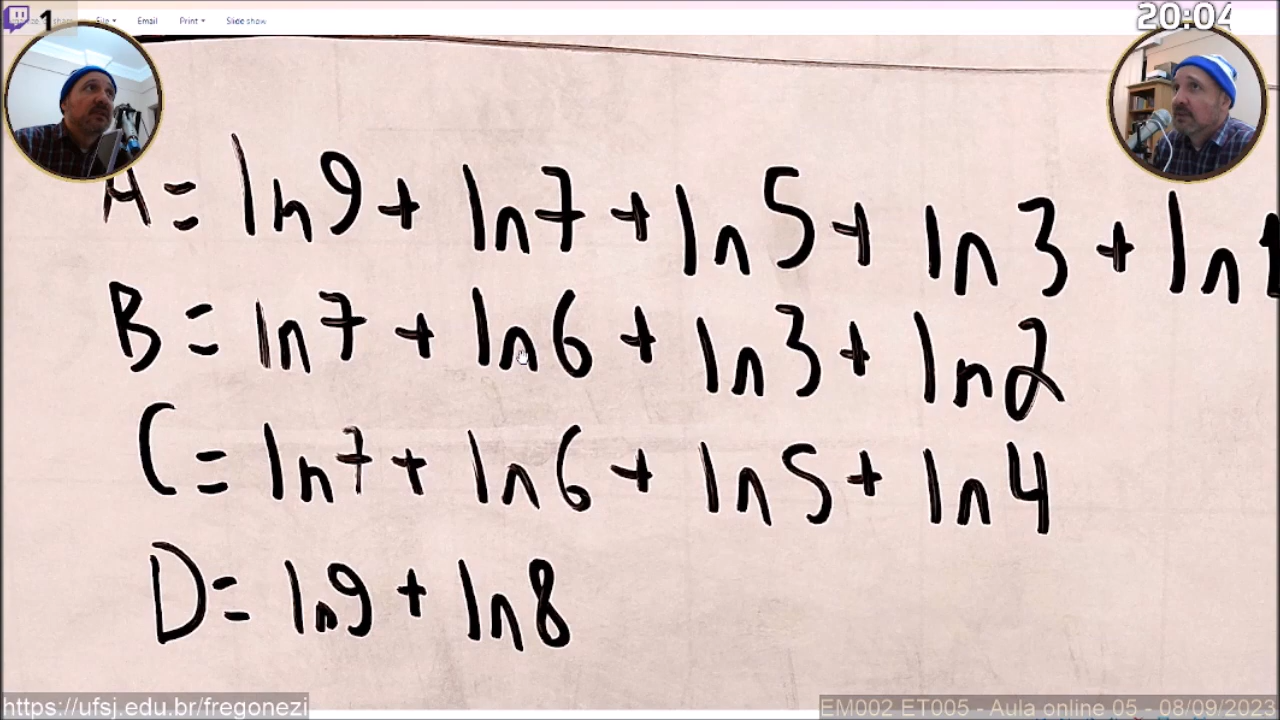 1
File Email Print Slide show
20:04
A = ln9 + ln7 + ln5 + ln3 + ln
B = ln7 + ln6 + ln3 + ln2
C = ln7 + ln6 + ln5 + ln4
D = ln9 + ln8
https://ufsj.edu.br/fregonezi
EM002 ET005 - Aula online 05 - 08/09/2023